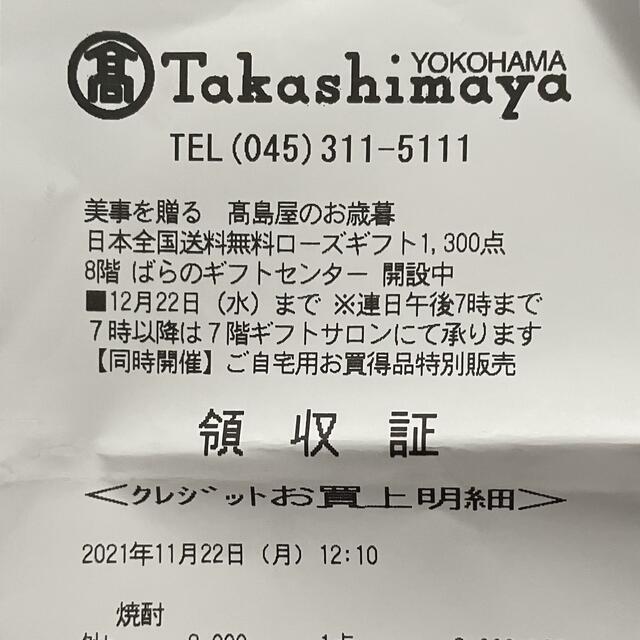 髙 Takashimaya YOKOHAMA
TEL(045)311-5111
美事を贈る 髙島屋のお歳暮
日本全国送料無料ローズギフト1,300点
8階 ばらのギフトセンター 開設中
■12月22日(水)まで ※連日午後7時まで
7時以降は7階ギフトサロンにて承ります
【同時開催】ご自宅用お買得品特別販売
領 収 証
<クレジットお買上明細>
2021年11月22日(月) 12:10
焼酎